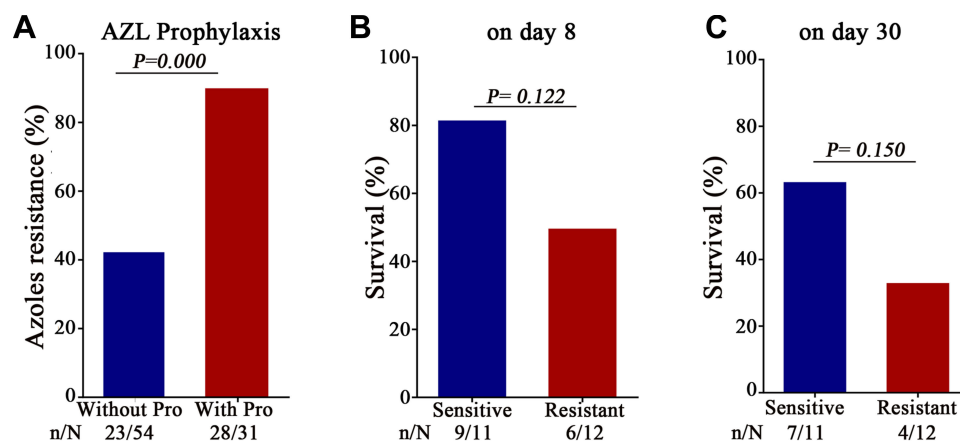 A
AZL Prophylaxis
P=0.000
Azoles resistance (%)
100
80
60
40
20
0
Without Pro With Pro
n/N 23/54 28/31
B
on day 8
P= 0.122
Survival (%)
100
80
60
40
20
0
Sensitive Resistant
n/N 9/11 6/12
C
on day 30
P= 0.150
Survival (%)
100
80
60
40
20
0
Sensitive Resistant
n/N 7/11 4/12